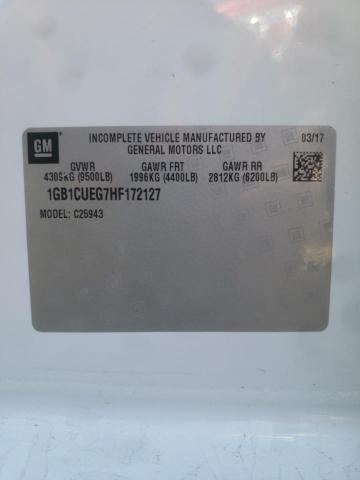 GM
INCOMPLETE VEHICLE MANUFACTURED BY
GENERAL MOTORS LLC
03/17
GVWR GAWR FRT GAWR RR
4309KG (9500LB) 1996KG (4400LB) 2812KG (6200LB)
1GB1CUEG7HF172127
MODEL: C25943